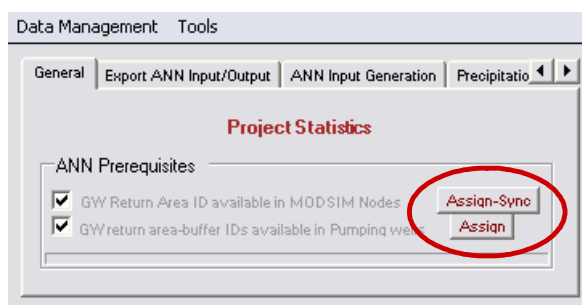 Data Management Tools
General Export ANN Input/Output ANN Input Generation Precipitatio
Project Statistics
ANN Prerequisites
GW Return Area ID available in MODSIM Nodes Assign-Sync
GW return area-buffer IDs available in Pumping wells Assign